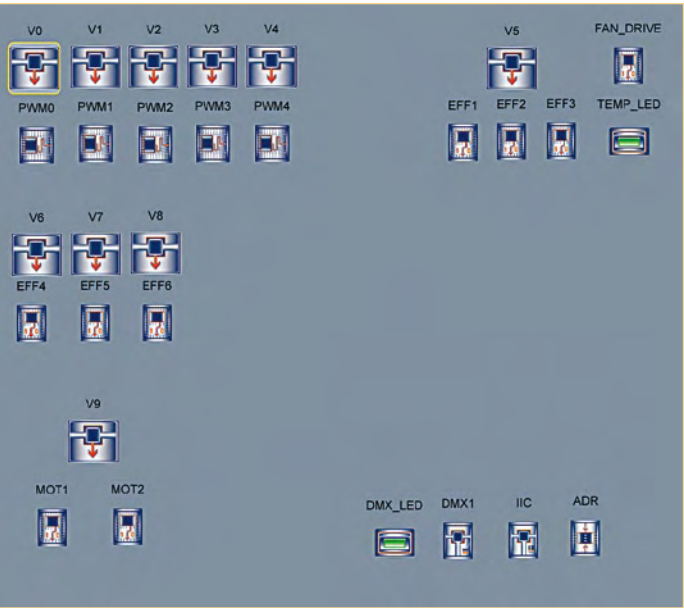 V0 V1 V2 V3 V4 V5 FAN_DRIVE
PWM0 PWM1 PWM2 PWM3 PWM4 EFF1 EFF2 EFF3 TEMP_LED
V6 V7 V8
EFF4 EFF5 EFF6
V9
MOT1 MOT2
DMX_LED DMX1 IIC ADR